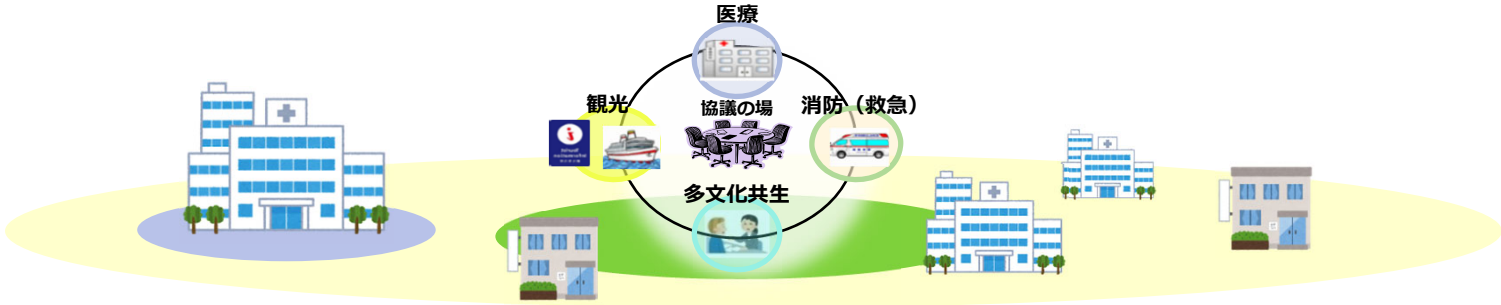 医療
観光
協議の場
消防（救急）
多文化共生